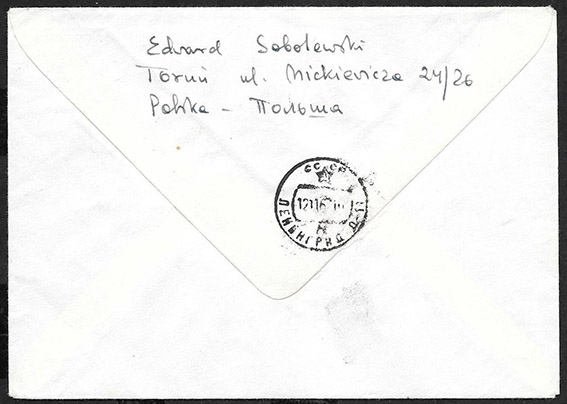 Edward Sobolewski
Toruń ul. Mickiewicza 24/26
Polska - Польша
СССР
ЛЕНИНГРАД